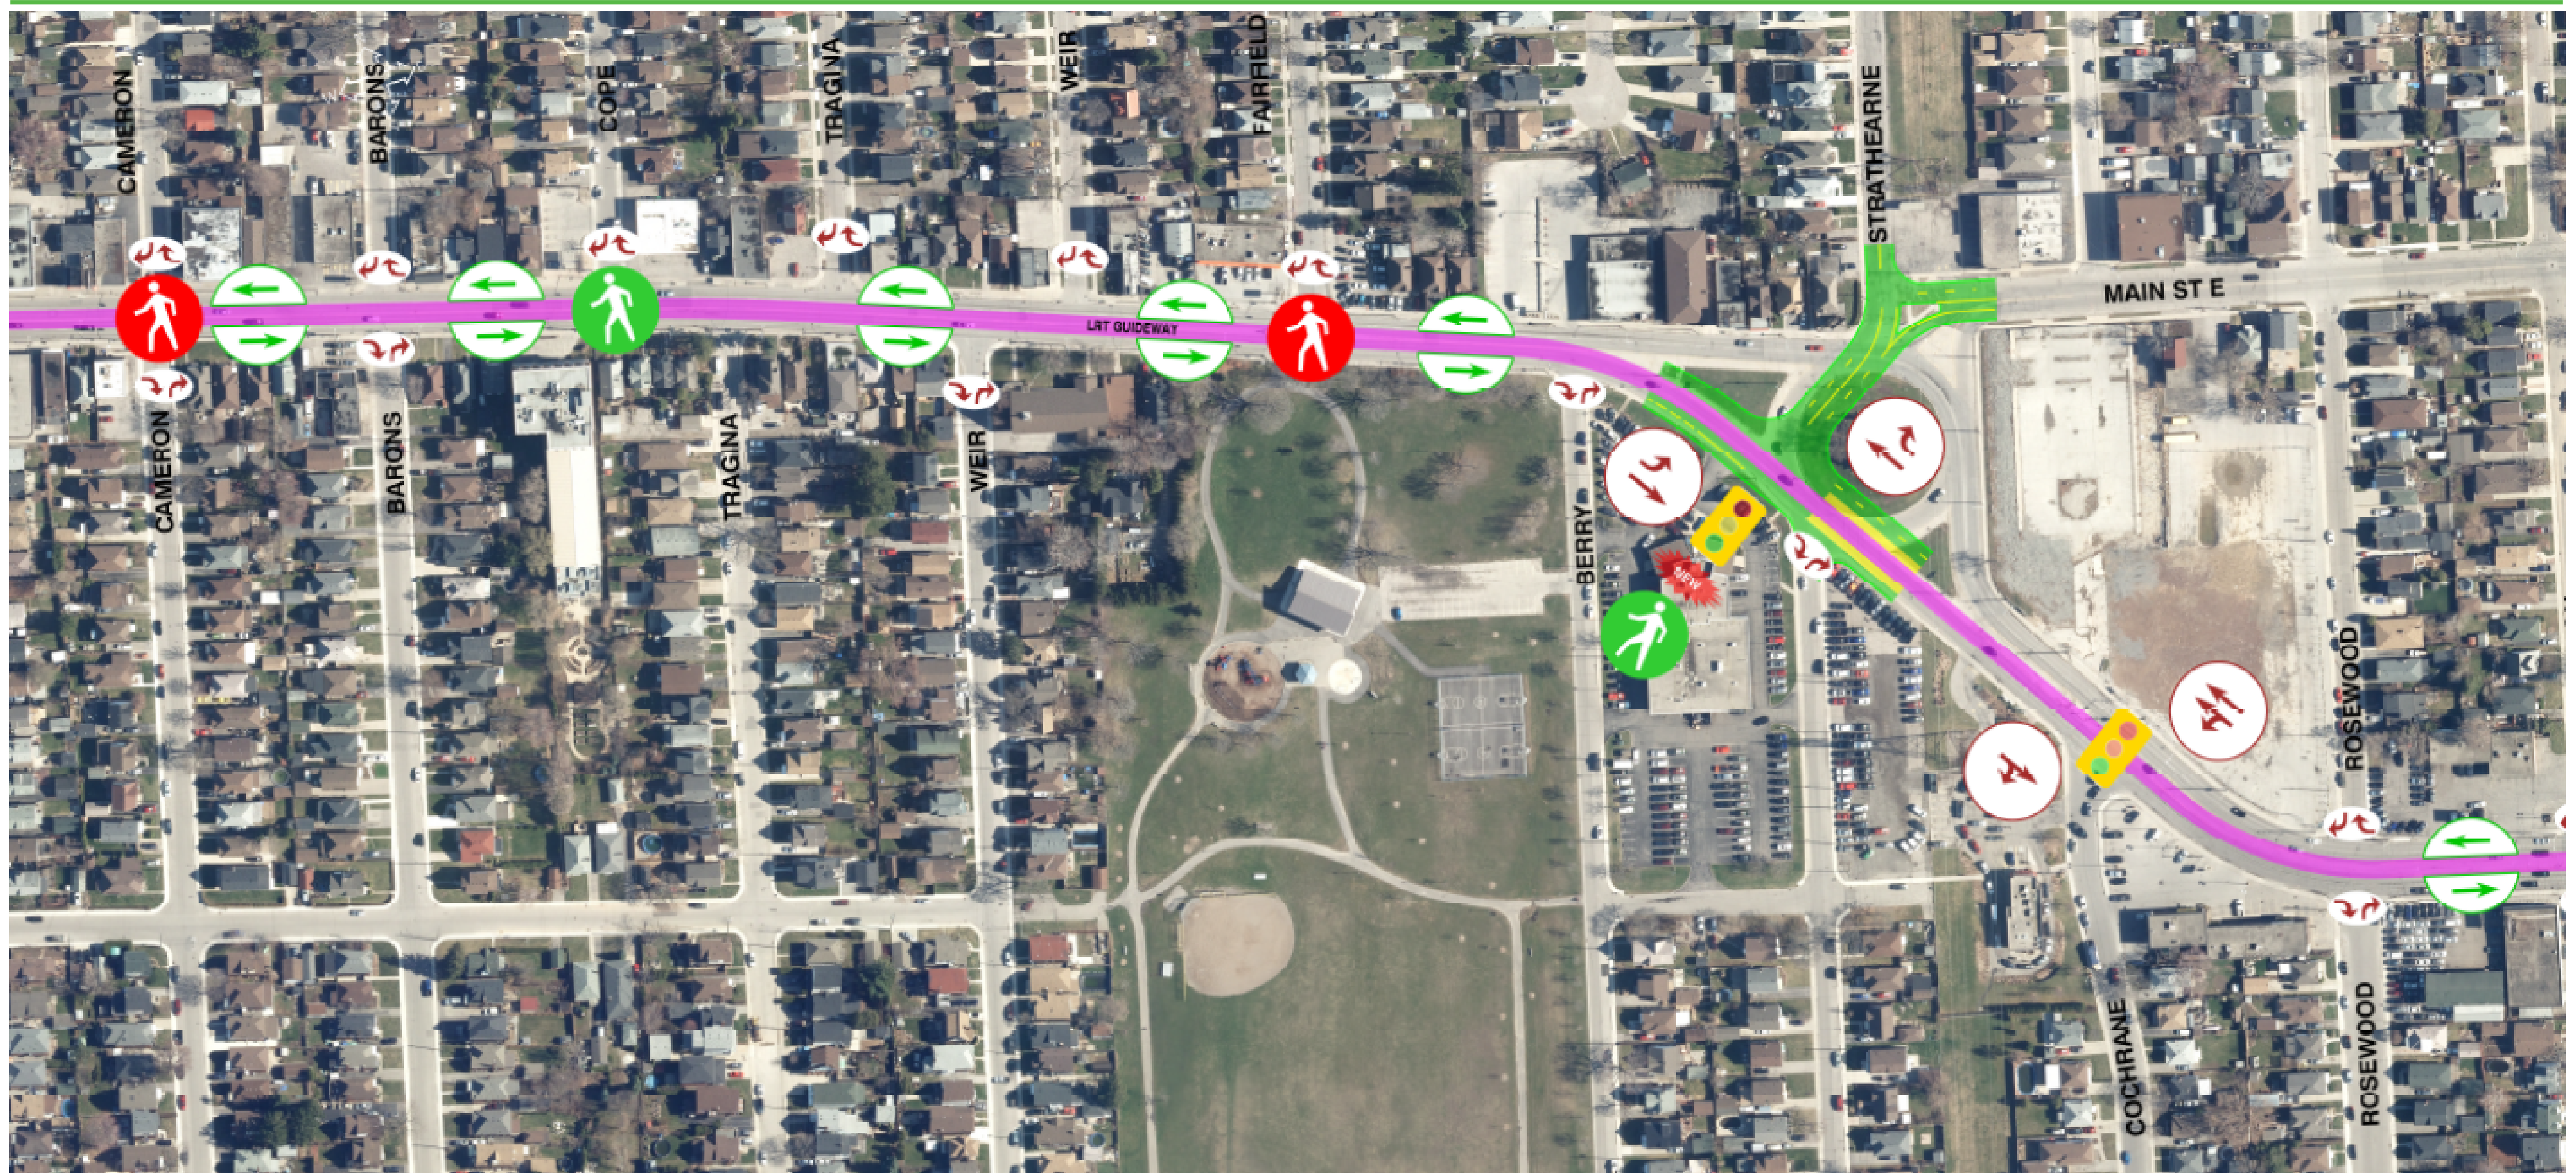 CAMERON
BARONS
COPE
TRAGINA
WEIR
FAIRFIELD
STRATHEARNE
MAIN ST E
LRT GUIDEWAY
CAMERON
BARONS
TRAGINA
WEIR
BERRY
NEW
ROSEWOOD
COCHRANE
ROSEWOOD